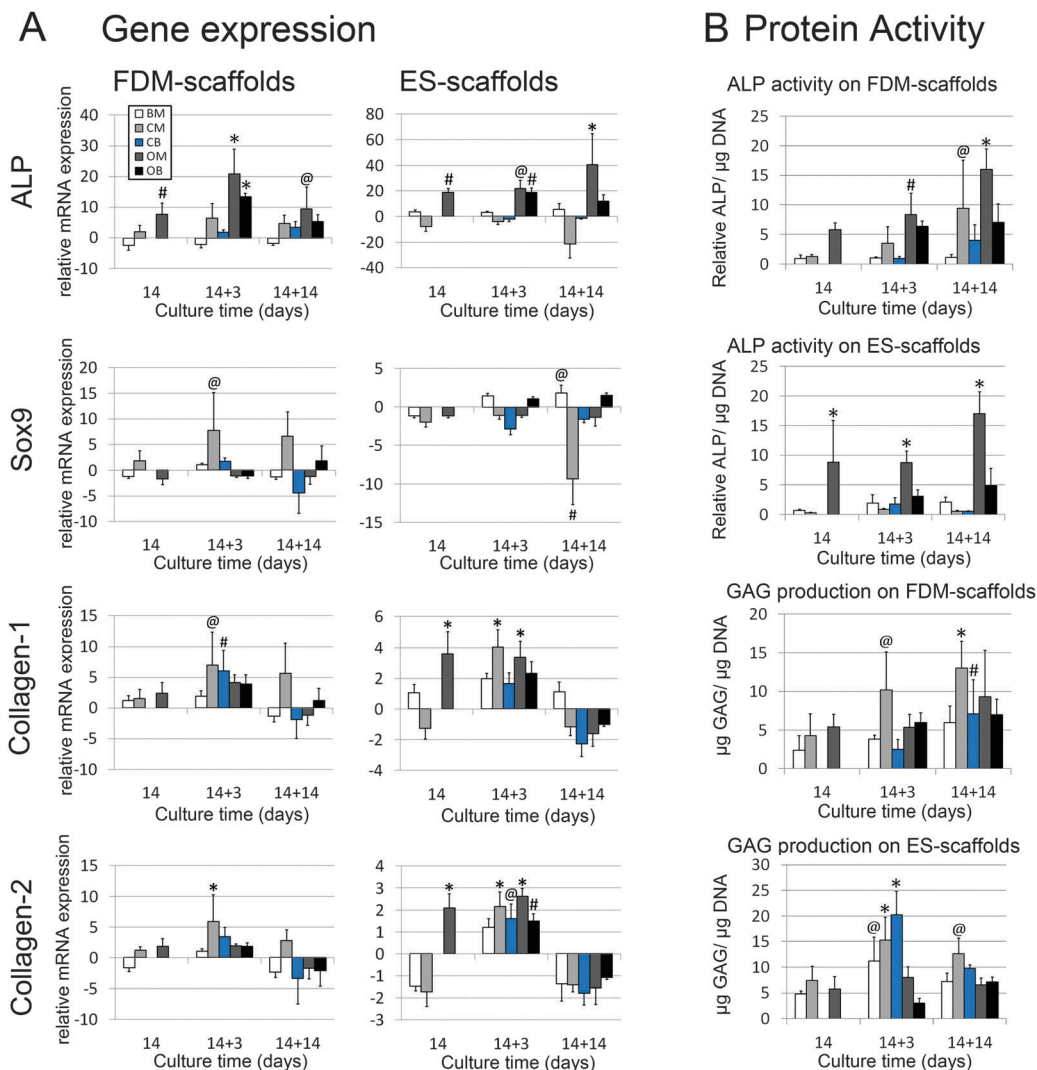 A Gene expression
B Protein Activity
FDM-scaffolds
ES-scaffolds
ALP
relative mRNA expression
40
30
20
10
0
-10
BM
CM
CB
OM
OB
#
*
*
@
14 14+3 14+14
Culture time (days)
80
60
40
20
0
-20
-40
-60
#
@
#
*
14 14+3 14+14
Culture time (days)
Sox9
relative mRNA expression
20
15
10
5
0
-5
-10
@
14 14+3 14+14
Culture time (days)
5
0
-5
-10
-15
@
#
14 14+3 14+14
Culture time (days)
Collagen-1
relative mRNA expression
15
10
5
0
-5
-10
@
#
14 14+3 14+14
Culture time (days)
6
4
2
0
-2
-4
*
*
*
14 14+3 14+14
Culture time (days)
Collagen-2
relative mRNA expression
15
10
5
0
-5
-10
*
14 14+3 14+14
Culture time (days)
4
3
2
1
0
-1
-2
-3
*
*
@
*
#
14 14+3 14+14
Culture time (days)
ALP activity on FDM-scaffolds
Relative ALP/ µg DNA
25
20
15
10
5
0
#
@
*
14 14+3 14+14
Culture time (days)
ALP activity on ES-scaffolds
Relative ALP/ µg DNA
25
20
15
10
5
0
*
*
*
14 14+3 14+14
Culture time (days)
GAG production on FDM-scaffolds
µg GAG/ µg DNA
20
15
10
5
0
@
*
#
14 14+3 14+14
Culture time (days)
GAG production on ES-scaffolds
µg GAG/ µg DNA
30
25
20
15
10
5
0
@
*
*
@
14 14+3 14+14
Culture time (days)